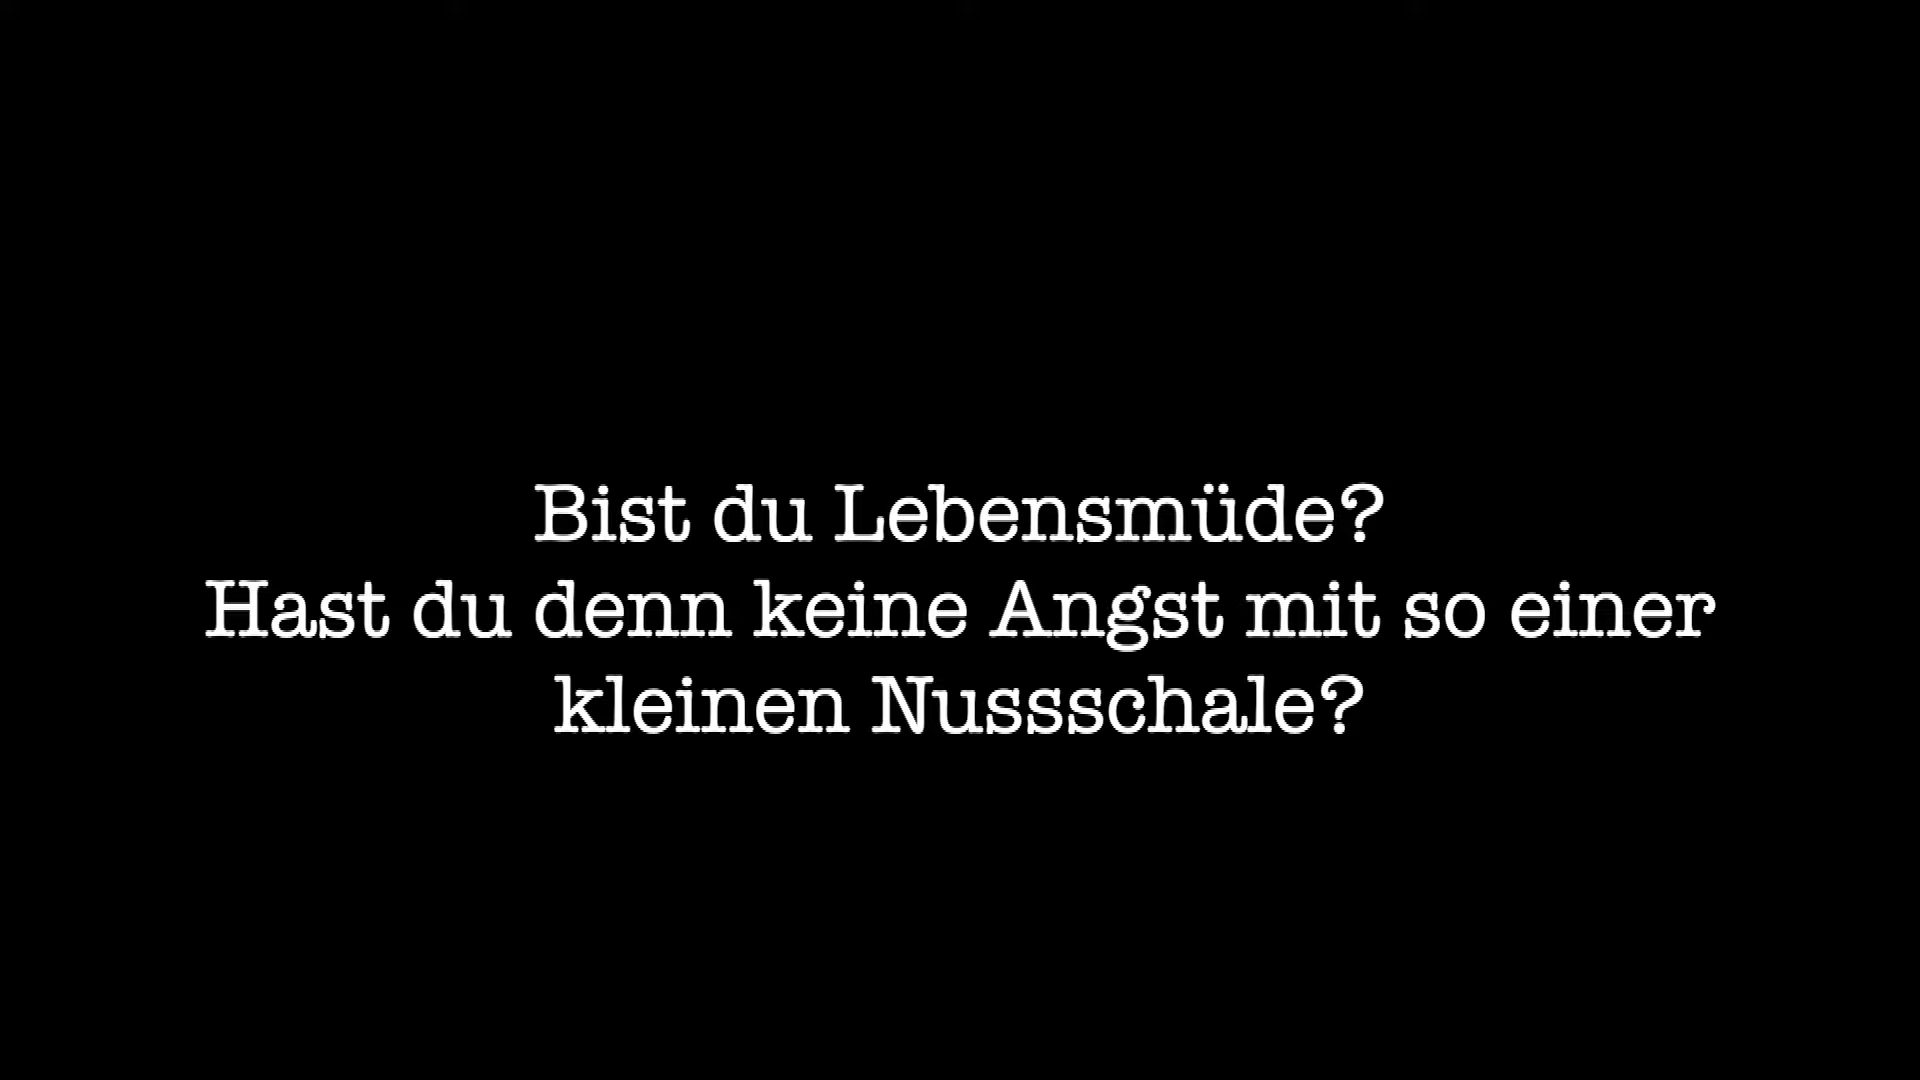 Bist du Lebensmüde?
Hast du denn keine Angst mit so einer
kleinen Nussschale?